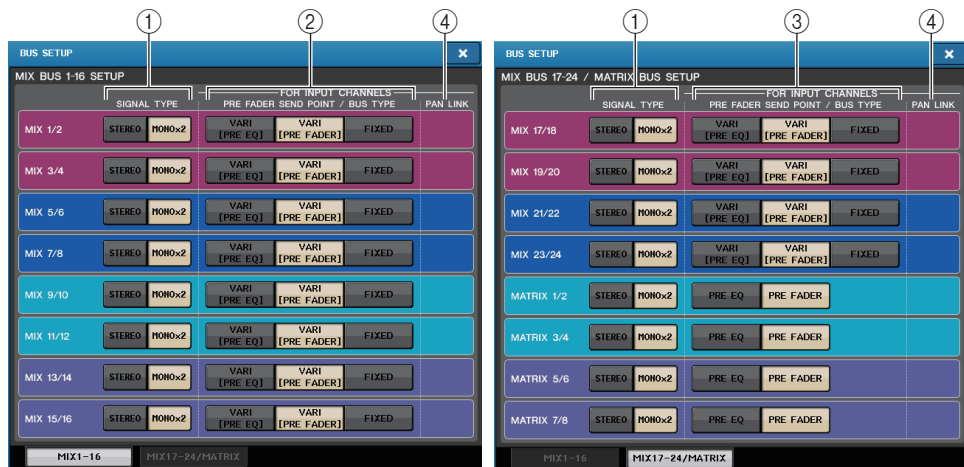 ① ② ④
BUS SETUP ×
MIX BUS 1-16 SETUP
FOR INPUT CHANNELS
SIGNAL TYPE PRE FADER SEND POINT / BUS TYPE PAN LINK
MIX 1/2 STEREO MONO×2 VARI [PRE EQ] VARI [PRE FADER] FIXED
MIX 3/4 STEREO MONO×2 VARI [PRE EQ] VARI [PRE FADER] FIXED
MIX 5/6 STEREO MONO×2 VARI [PRE EQ] VARI [PRE FADER] FIXED
MIX 7/8 STEREO MONO×2 VARI [PRE EQ] VARI [PRE FADER] FIXED
MIX 9/10 STEREO MONO×2 VARI [PRE EQ] VARI [PRE FADER] FIXED
MIX 11/12 STEREO MONO×2 VARI [PRE EQ] VARI [PRE FADER] FIXED
MIX 13/14 STEREO MONO×2 VARI [PRE EQ] VARI [PRE FADER] FIXED
MIX 15/16 STEREO MONO×2 VARI [PRE EQ] VARI [PRE FADER] FIXED
MIX1-16 MIX17-24/MATRIX
① ③ ④
BUS SETUP ×
MIX BUS 17-24 / MATRIX BUS SETUP
FOR INPUT CHANNELS
SIGNAL TYPE PRE FADER SEND POINT / BUS TYPE PAN LINK
MIX 17/18 STEREO MONO×2 VARI [PRE EQ] VARI [PRE FADER] FIXED
MIX 19/20 STEREO MONO×2 VARI [PRE EQ] VARI [PRE FADER] FIXED
MIX 21/22 STEREO MONO×2 VARI [PRE EQ] VARI [PRE FADER] FIXED
MIX 23/24 STEREO MONO×2 VARI [PRE EQ] VARI [PRE FADER] FIXED
MATRIX 1/2 STEREO MONO×2 PRE EQ PRE FADER
MATRIX 3/4 STEREO MONO×2 PRE EQ PRE FADER
MATRIX 5/6 STEREO MONO×2 PRE EQ PRE FADER
MATRIX 7/8 STEREO MONO×2 PRE EQ PRE FADER
MIX1-16 MIX17-24/MATRIX